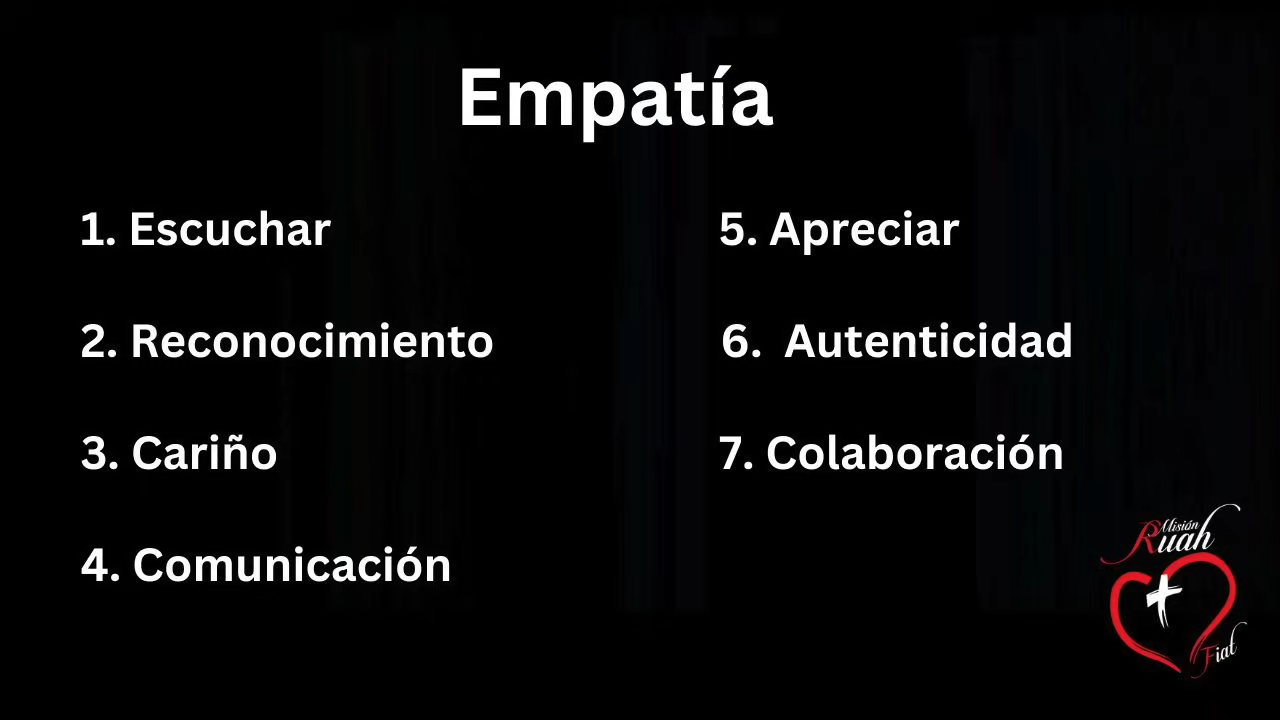 Empatía
1. Escuchar
2. Reconocimiento
3. Cariño
4. Comunicación
5. Apreciar
6. Autenticidad
7. Colaboración
Misión
Ruah
Fiat